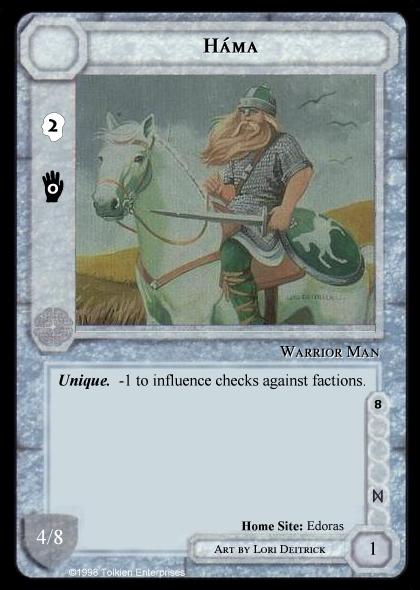 HÁMA
2
WARRIOR MAN
Unique. -1 to influence checks against factions.
8
ᛞ
Home Site: Edoras
4/8
ART BY LORI DEITRICK
1
©1998 Tolkien Enterprises